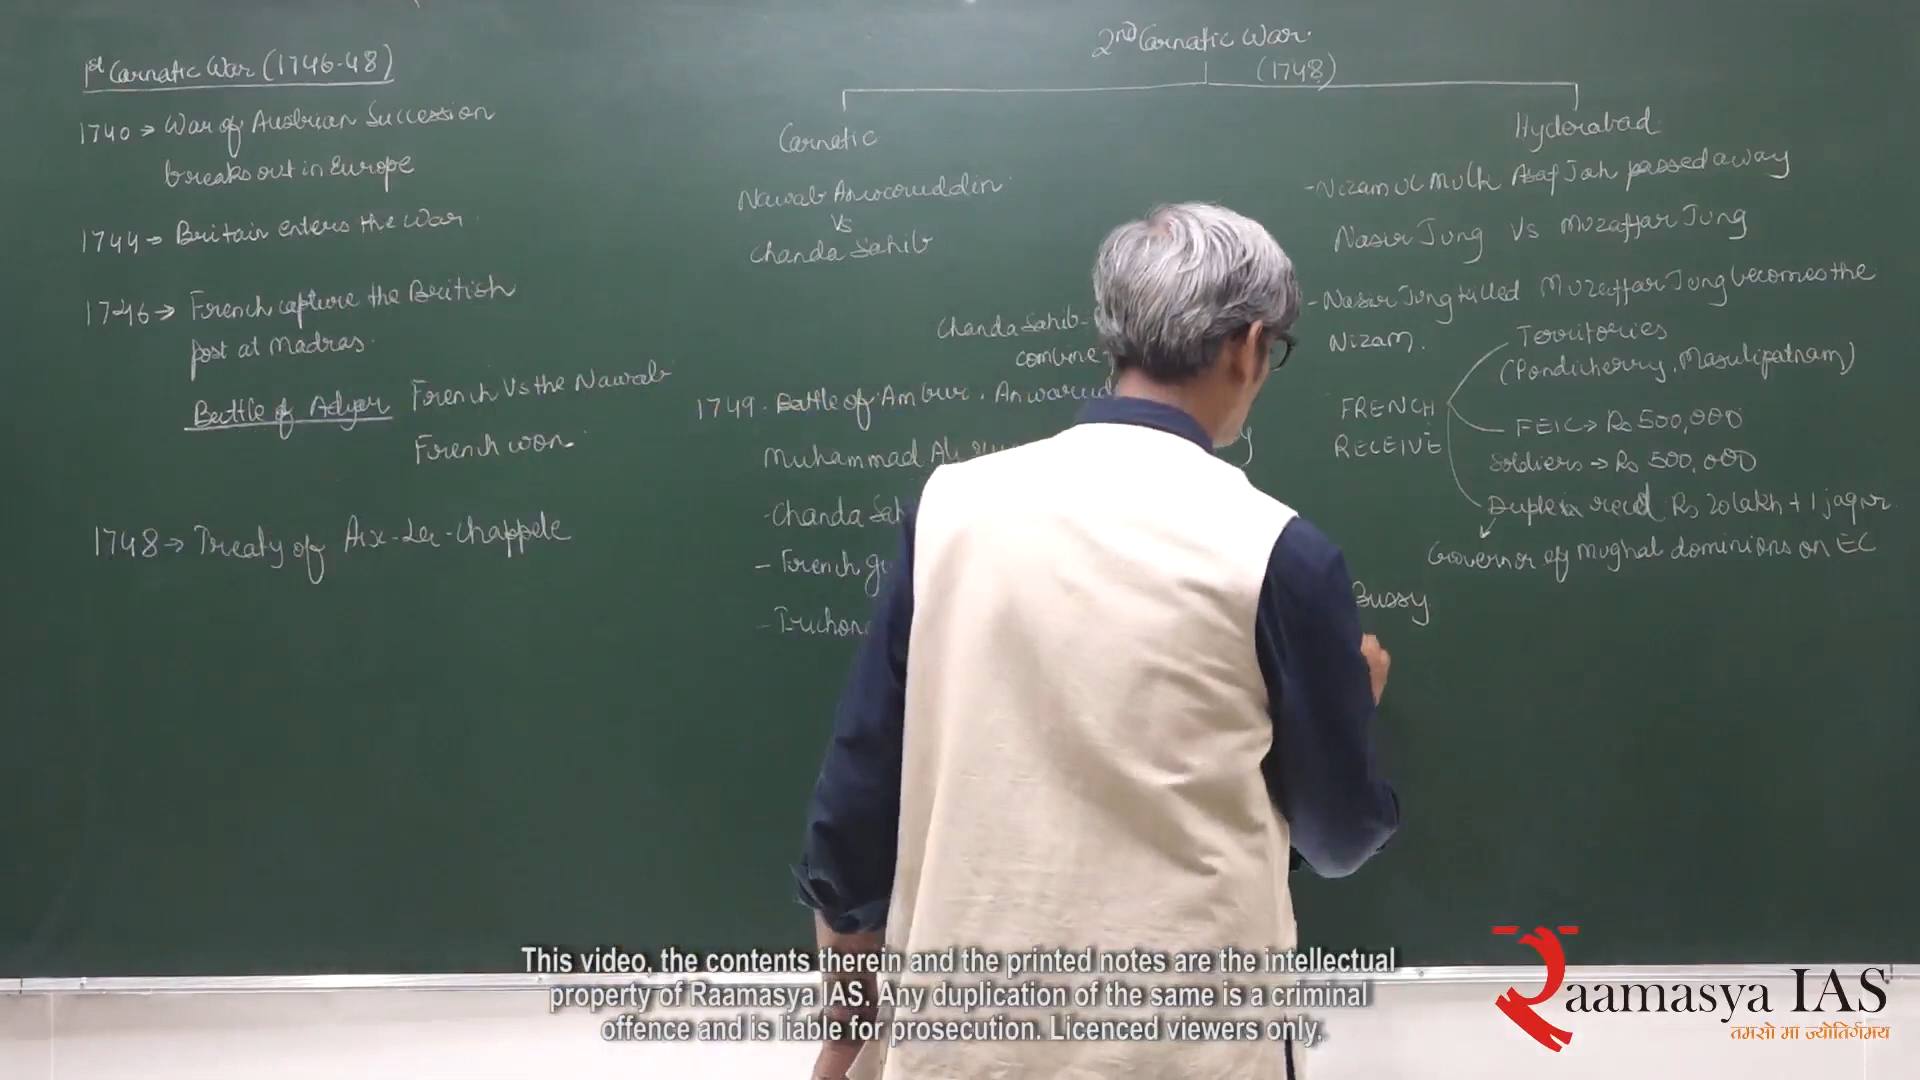 1st Carnatic War (1746-48)
1740 → War of Austrian Succession
breaks out in Europe
1744 → Britain enters the War
1746 → French capture the British
post at Madras.
Battle of Adyar French Vs the Nawab
French won.
1748 → Treaty of Aix-La-Chappele
2nd Carnatic War.
(1748)
Carnatic
Nawab Anwaruddin
Vs
Chanda Sahib
Chanda Sahib-
combine
1749. Battle of Ambur.
Muhammad Ali
-Chanda
- French
Hyderabad
-Nizam ul Mulk Asaf Jah passed away
Nasir Jung Vs Muzaffar Jung
-Nasir Jung killed Muzaffar Jung becomes the
Nizam.
FRENCH
RECEIVE
Territories
(Pondicherry, Masulipatnam)
FEIC → Rs 500,000
Soldiers → Rs 500,000
Dupleix recd Rs 20 lakh + 1 jagir
Governor of Mughal dominions on EC
Bussy
This video, the contents therein and the printed notes are the intellectual
property of Raamasya IAS. Any duplication of the same is a criminal
offence and is liable for prosecution. Licenced viewers only.
Raamasya IAS
तमसो मा ज्योतिर्गमय